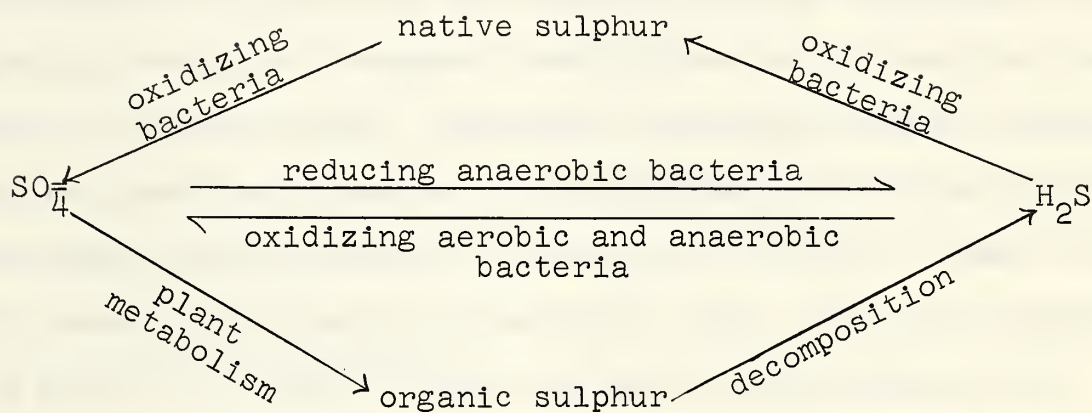 native sulphur
oxidizing
bacteria
oxidizing
bacteria
SO₄⁼
reducing anaerobic bacteria
H₂S
oxidizing aerobic and anaerobic
bacteria
plant
metabolism
decomposition
organic sulphur